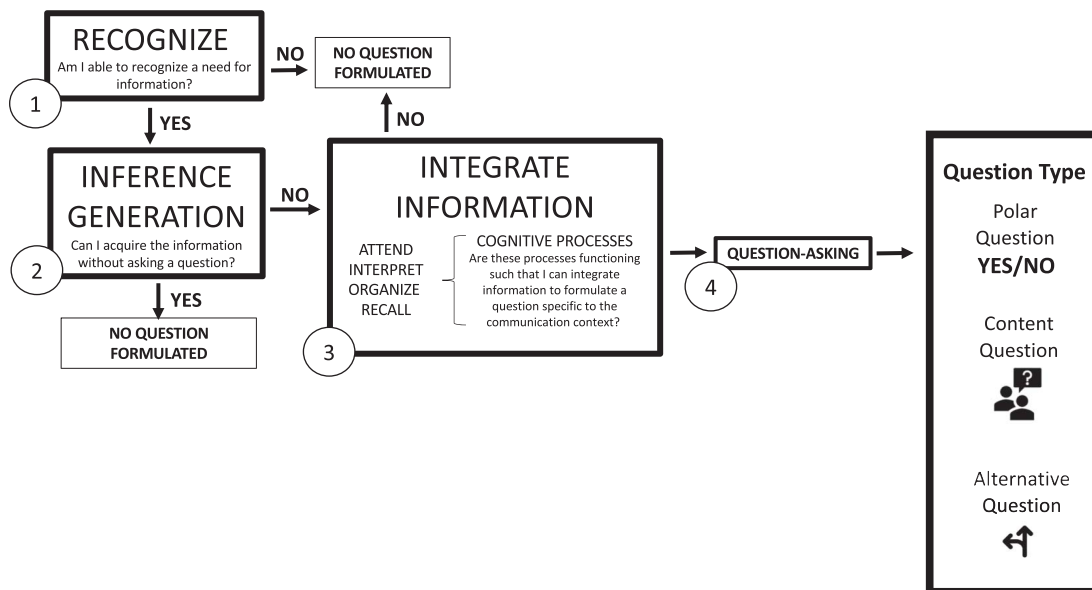 RECOGNIZE
Am I able to recognize a need for
information?
1
NO
NO QUESTION
FORMULATED
YES
NO
INFERENCE
GENERATION
Can I acquire the information
without asking a question?
2
NO
YES
NO QUESTION
FORMULATED
INTEGRATE
INFORMATION
ATTEND
INTERPRET
ORGANIZE
RECALL
COGNITIVE PROCESSES
Are these processes functioning
such that I can integrate
information to formulate a
question specific to the
communication context?
3
QUESTION-ASKING
4
Question Type
Polar
Question
YES/NO
Content
Question
?
Alternative
Question